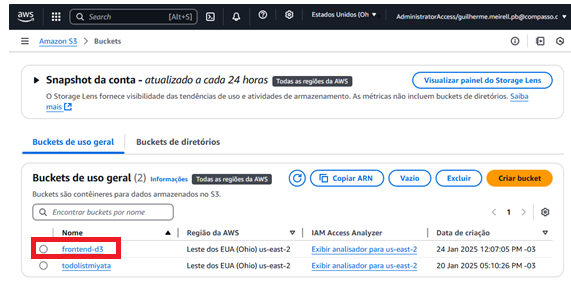 aws Search [Alt+S] Estados Unidos (Oh AdministratorAccess/guilherme.meirell.pb@compasso.c
Amazon S3 > Buckets
Snapshot da conta - atualizado a cada 24 horas Todas as regiões da AWS Visualizar painel do Storage Lens
O Storage Lens fornece visibilidade das tendências de uso e atividades de armazenamento. As métricas não incluem buckets de diretórios. Saiba
mais
Buckets de uso geral Buckets de diretórios
Buckets de uso geral (2) Informações Todas as regiões da AWS Copiar ARN Vazio Excluir Criar bucket
Buckets são contêineres para dados armazenados no S3.
Encontrar buckets por nome < 1 >
Nome Região da AWS IAM Access Analyzer Data de criação
frontend-d3 Leste dos EUA (Ohio) us-east-2 Exibir analisador para us-east-2 24 Jan 2025 12:07:05 PM -03
todolistmiyata Leste dos EUA (Ohio) us-east-2 Exibir analisador para us-east-2 20 Jan 2025 05:10:26 PM -03